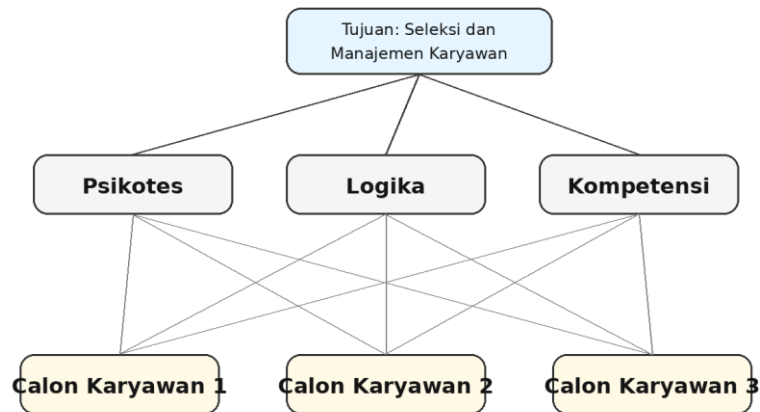 Tujuan: Seleksi dan
Manajemen Karyawan
Psikotes
Logika
Kompetensi
Calon Karyawan 1
Calon Karyawan 2
Calon Karyawan 3